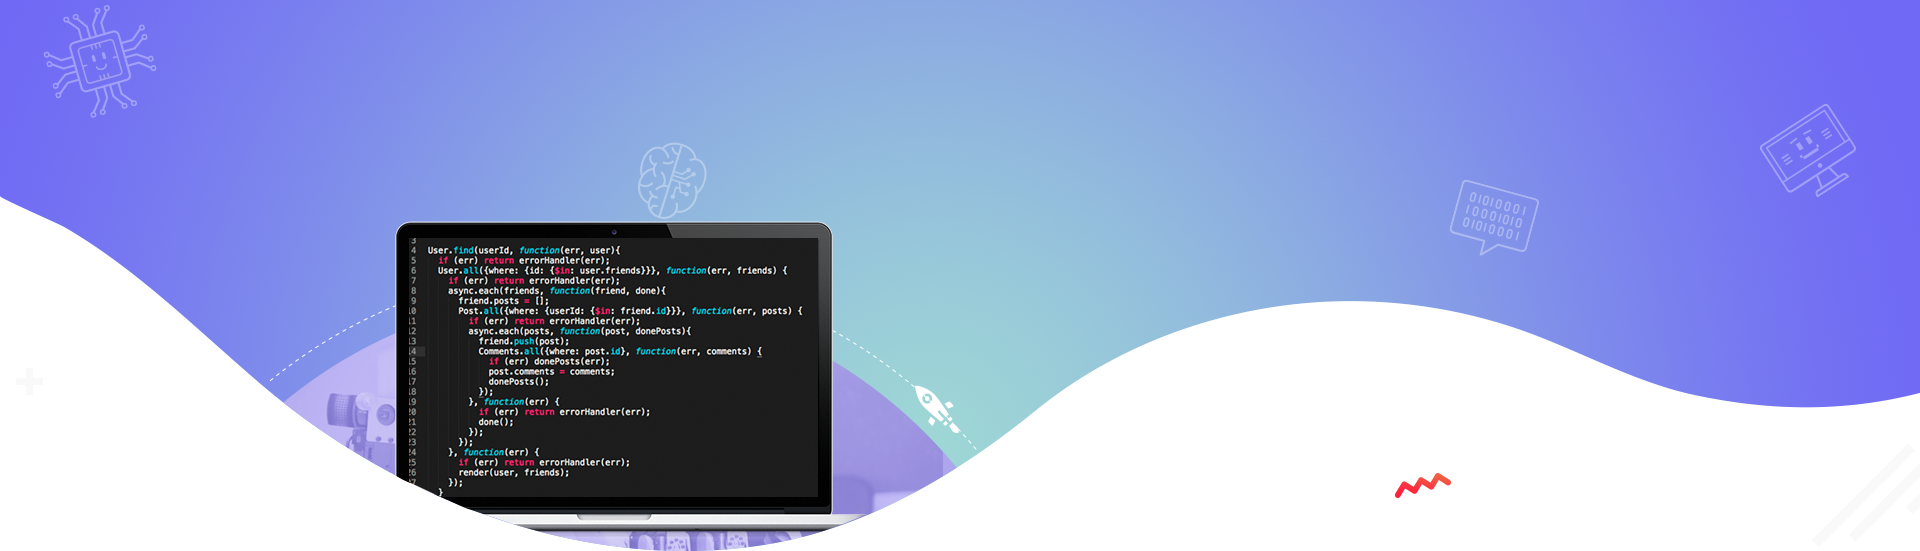 01010001
10001010
01010001
3
4 User.find(userId, function(err, user){
5 if (err) return errorHandler(err);
6 User.all({where: {id: {$in: user.friends}}}, function(err, friends) {
7 if (err) return errorHandler(err);
8 async.each(friends, function(friend, done){
9 friend.posts = [];
10 Post.all({where: {userId: {$in: friend.id}}}, function(err, posts) {
11 if (err) return errorHandler(err);
12 async.each(posts, function(post, donePosts){
13 friend.push(post);
14 Comments.all({where: post.id}, function(err, comments) {
15 if (err) donePosts(err);
16 post.comments = comments;
17 donePosts();
18 });
19 }, function(err) {
20 if (err) return errorHandler(err);
21 done();
22 });
23 });
24 }, function(err) {
25 if (err) return errorHandler(err);
26 render(user, friends);
27 });
}